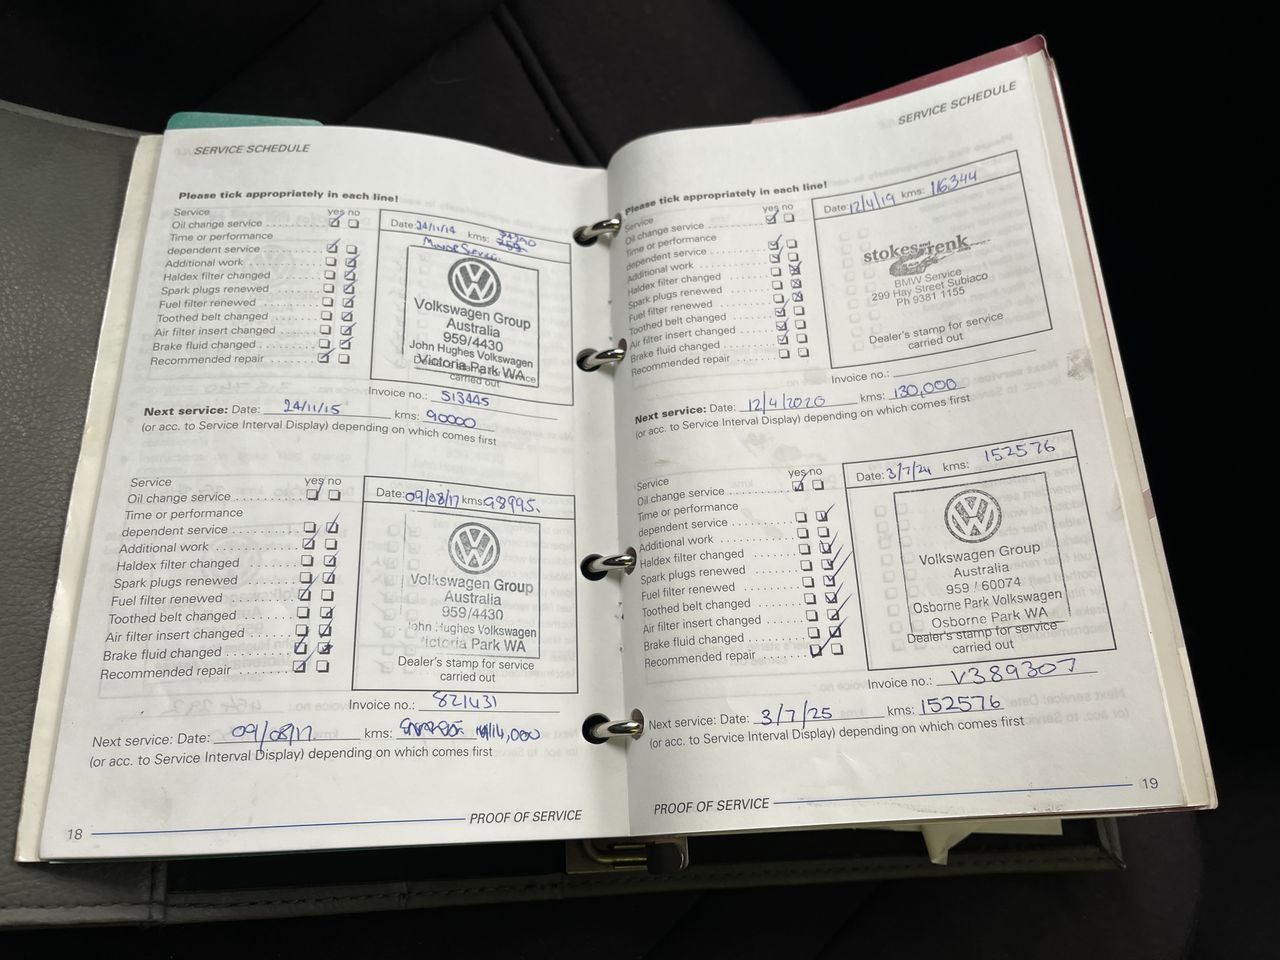 SERVICE SCHEDULE
Please tick appropriately in each line!
Service yes no
Oil change service
Time or performance
dependent service
Additional work
Haldex filter changed
Spark plugs renewed
Fuel filter renewed
Toothed belt changed
Air filter insert changed
Brake fluid changed
Recommended repair
Date: 24/11/14 kms:
Minor Service.
Volkswagen Group
Australia
959/4430
John Hughes Volkswagen
Victoria Park WA
Dealer's stamp for service
carried out
Invoice no.: 513445
Next service: Date: 24/11/15 kms: 90000
(or acc. to Service Interval Display) depending on which comes first
Service yes no
Oil change service
Time or performance
dependent service
Additional work
Haldex filter changed
Spark plugs renewed
Fuel filter renewed
Toothed belt changed
Air filter insert changed
Brake fluid changed
Recommended repair
Date: 09/08/17 kms: 98995.
Volkswagen Group
Australia
959/4430
John Hughes Volkswagen
Victoria Park WA
Dealer's stamp for service
carried out
Invoice no.: 821431
Next service: Date: 09/08/17 kms: 114,000
(or acc. to Service Interval Display) depending on which comes first
18 PROOF OF SERVICE
SERVICE SCHEDULE
Please tick appropriately in each line!
Service yes no
Oil change service
Time or performance
dependent service
Additional work
Haldex filter changed
Spark plugs renewed
Fuel filter renewed
Toothed belt changed
Air filter insert changed
Brake fluid changed
Recommended repair
Date: 12/4/19 kms: 116344
stokes renk
BMW Service
299 Hay Street Subiaco
Ph 9381 1155
Dealer's stamp for service
carried out
Invoice no.:
Next service: Date: 12/4/2020 kms: 130,000
(or acc. to Service Interval Display) depending on which comes first
Service yes no
Oil change service
Time or performance
dependent service
Additional work
Haldex filter changed
Spark plugs renewed
Fuel filter renewed
Toothed belt changed
Air filter insert changed
Brake fluid changed
Recommended repair
Date: 3/7/24 kms: 152576
Volkswagen Group
Australia
959 / 60074
Osborne Park Volkswagen
Osborne Park WA
Dealer's stamp for service
carried out
Invoice no.: V389307
Next service: Date: 3/7/25 kms: 152576
(or acc. to Service Interval Display) depending on which comes first
PROOF OF SERVICE 19